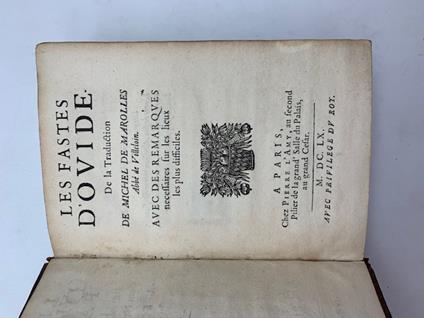 LES FASTES
D'OVIDE.
De la Traduction
DE MICHEL DE MAROLLES
Abbé de Villeloin.
AVEC DES REMARQVES
necessaires sur les lieux
les plus difficiles.
A PARIS,
Chez PIERRE L'AMY, au second
Pilier de la grand' Salle du Palais,
au grand Cesar.
M. DC. LX.
AVEC PRIVILEGE DV ROY.